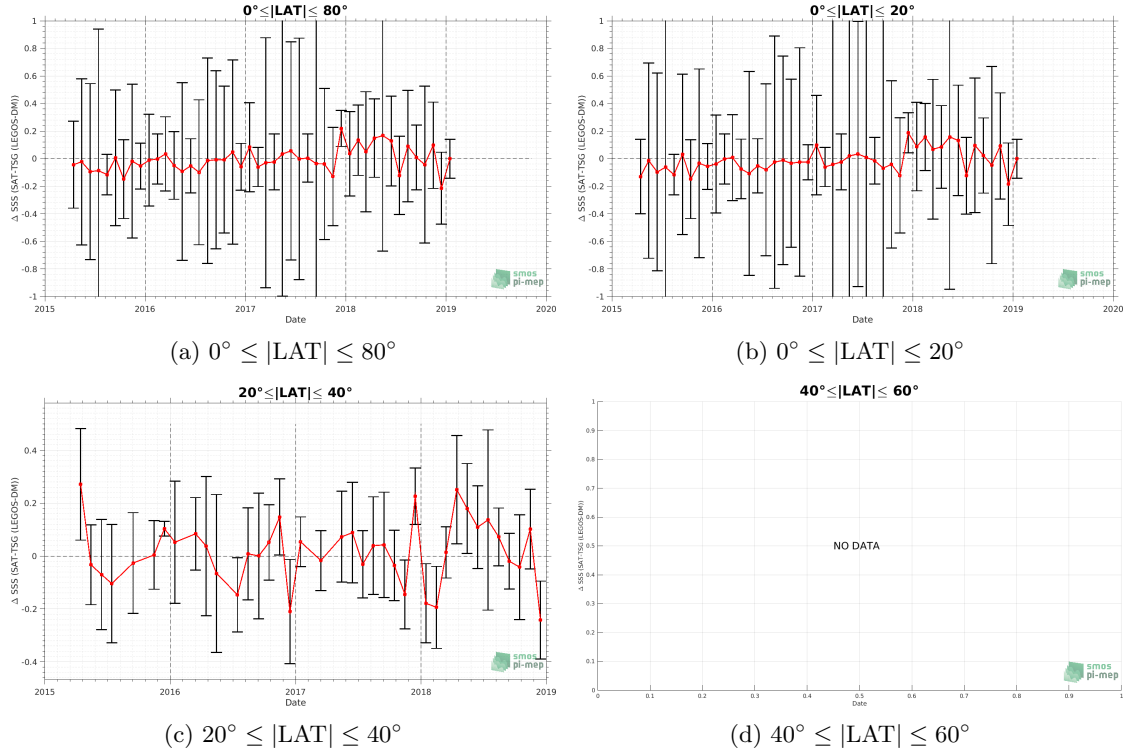 0°≤|LAT|≤ 80°
Δ SSS (SAT-TSG (LEGOS-DM))
1
0.8
0.6
0.4
0.2
0
-0.2
-0.4
-0.6
-0.8
-1
2015 2016 2017 2018 2019 2020
Date
smos
pi-mep
(a) 0° ≤ |LAT| ≤ 80°
0°≤|LAT|≤ 20°
Δ SSS (SAT-TSG (LEGOS-DM))
1
0.8
0.6
0.4
0.2
0
-0.2
-0.4
-0.6
-0.8
-1
2015 2016 2017 2018 2019 2020
Date
smos
pi-mep
(b) 0° ≤ |LAT| ≤ 20°
20°≤|LAT|≤ 40°
Δ SSS (SAT-TSG (LEGOS-DM))
0.4
0.2
0
-0.2
-0.4
2015 2016 2017 2018 2019
Date
smos
pi-mep
(c) 20° ≤ |LAT| ≤ 40°
40°≤|LAT|≤ 60°
Δ SSS (SAT-TSG (LEGOS-DM))
1
0.9
0.8
0.7
0.6
0.5
0.4
0.3
0.2
0.1
0
NO DATA
0 0.1 0.2 0.3 0.4 0.5 0.6 0.7 0.8 0.9 1
Date
smos
pi-mep
(d) 40° ≤ |LAT| ≤ 60°